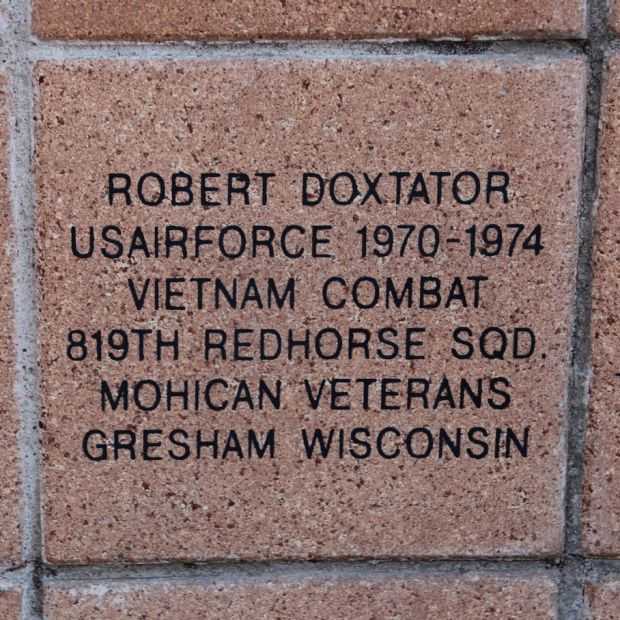 ROBERT DOXTATOR
USAIRFORCE 1970-1974
VIETNAM COMBAT
819TH REDHORSE SQD.
MOHICAN VETERANS
GRESHAM WISCONSIN